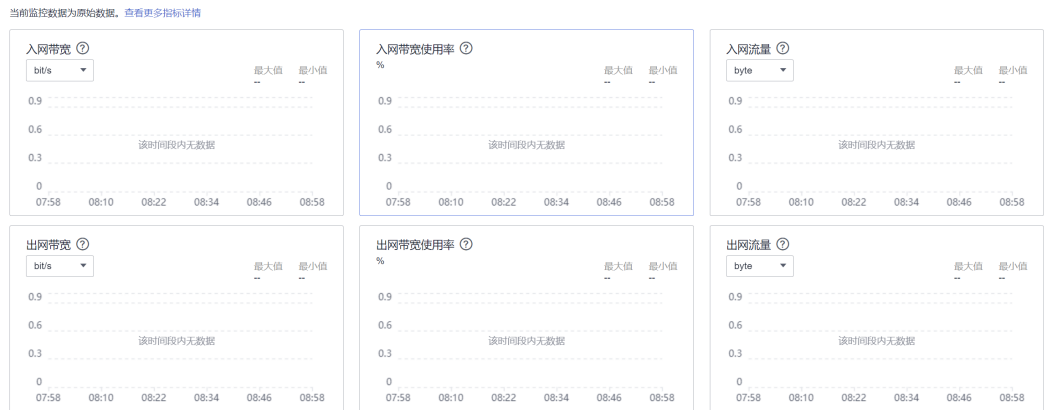 当前监控数据为原始数据。查看更多指标详情
入网带宽 ?
bit/s
最大值 最小值
-- --
0.9
0.6
该时间段内无数据
0.3
0
07:58 08:10 08:22 08:34 08:46 08:58
入网带宽使用率 ?
%
最大值 最小值
-- --
0.9
0.6
该时间段内无数据
0.3
0
07:58 08:10 08:22 08:34 08:46 08:58
入网流量 ?
byte
最大值 最小值
-- --
0.9
0.6
该时间段内无数据
0.3
0
07:58 08:10 08:22 08:34 08:46 08:58
出网带宽 ?
bit/s
最大值 最小值
-- --
0.9
0.6
该时间段内无数据
0.3
0
07:58 08:10 08:22 08:34 08:46 08:58
出网带宽使用率 ?
%
最大值 最小值
-- --
0.9
0.6
该时间段内无数据
0.3
0
07:58 08:10 08:22 08:34 08:46 08:58
出网流量 ?
byte
最大值 最小值
-- --
0.9
0.6
该时间段内无数据
0.3
0
07:58 08:10 08:22 08:34 08:46 08:58